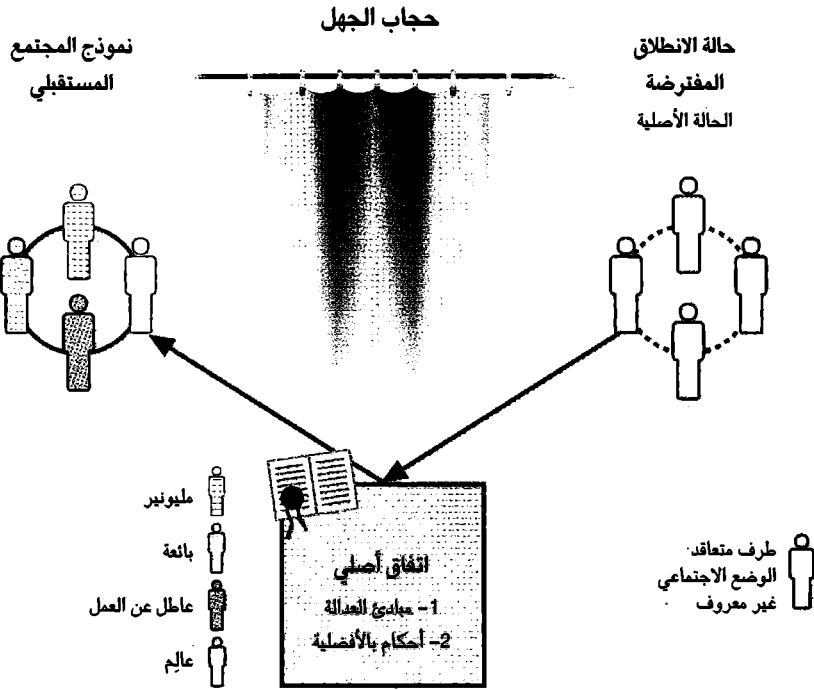 حجاب الجهل
حالة الانطلاق
المفترضة
الحالة الأصلية
نموذج المجتمع
المستقبلي
اتفاق أصلي
1- مبادئ العدالة
2- أحكام بالأفضلية
طرف متعاقد
الوضع الاجتماعي
غير معروف
مليونير
بائعة
عاطل عن العمل
عالِم